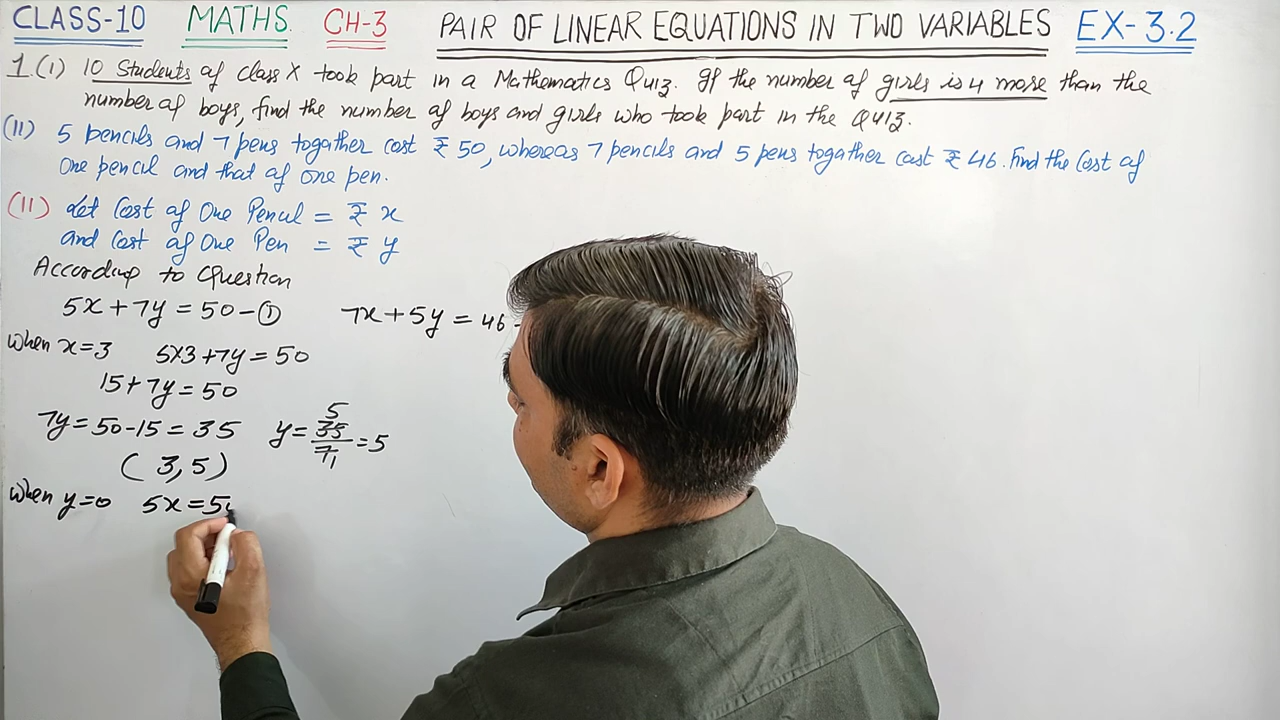 CLASS-10 MATHS CH-3 PAIR OF LINEAR EQUATIONS IN TWO VARIABLES EX-3.2
1.(I) 10 Students of class X took part in a Mathematics Quiz. If the number of girls is 4 more than the
number of boys, find the number of boys and girls who took part in the Quiz.
(II) 5 pencils and 7 pens together cost ₹ 50, whereas 7 pencils and 5 pens together cost ₹ 46. Find the cost of
One pencil and that of one pen.
(II) Let Cost of One Pencil = ₹ x
and Cost of One Pen = ₹ y
According to Question
5x + 7y = 50 - ① 7x + 5y = 46 -
when x=3 5×3 + 7y = 50
15 + 7y = 50
7y = 50 - 15 = 35 y = 35/7 = 5
5
1
(3, 5)
when y=0 5x = 5